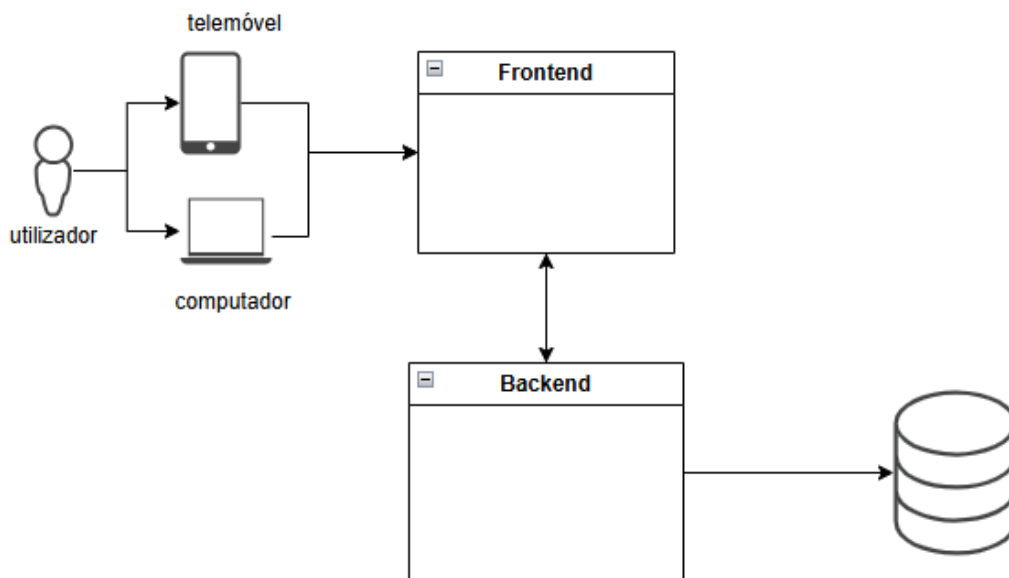 telemóvel
Frontend
utilizador
computador
Backend